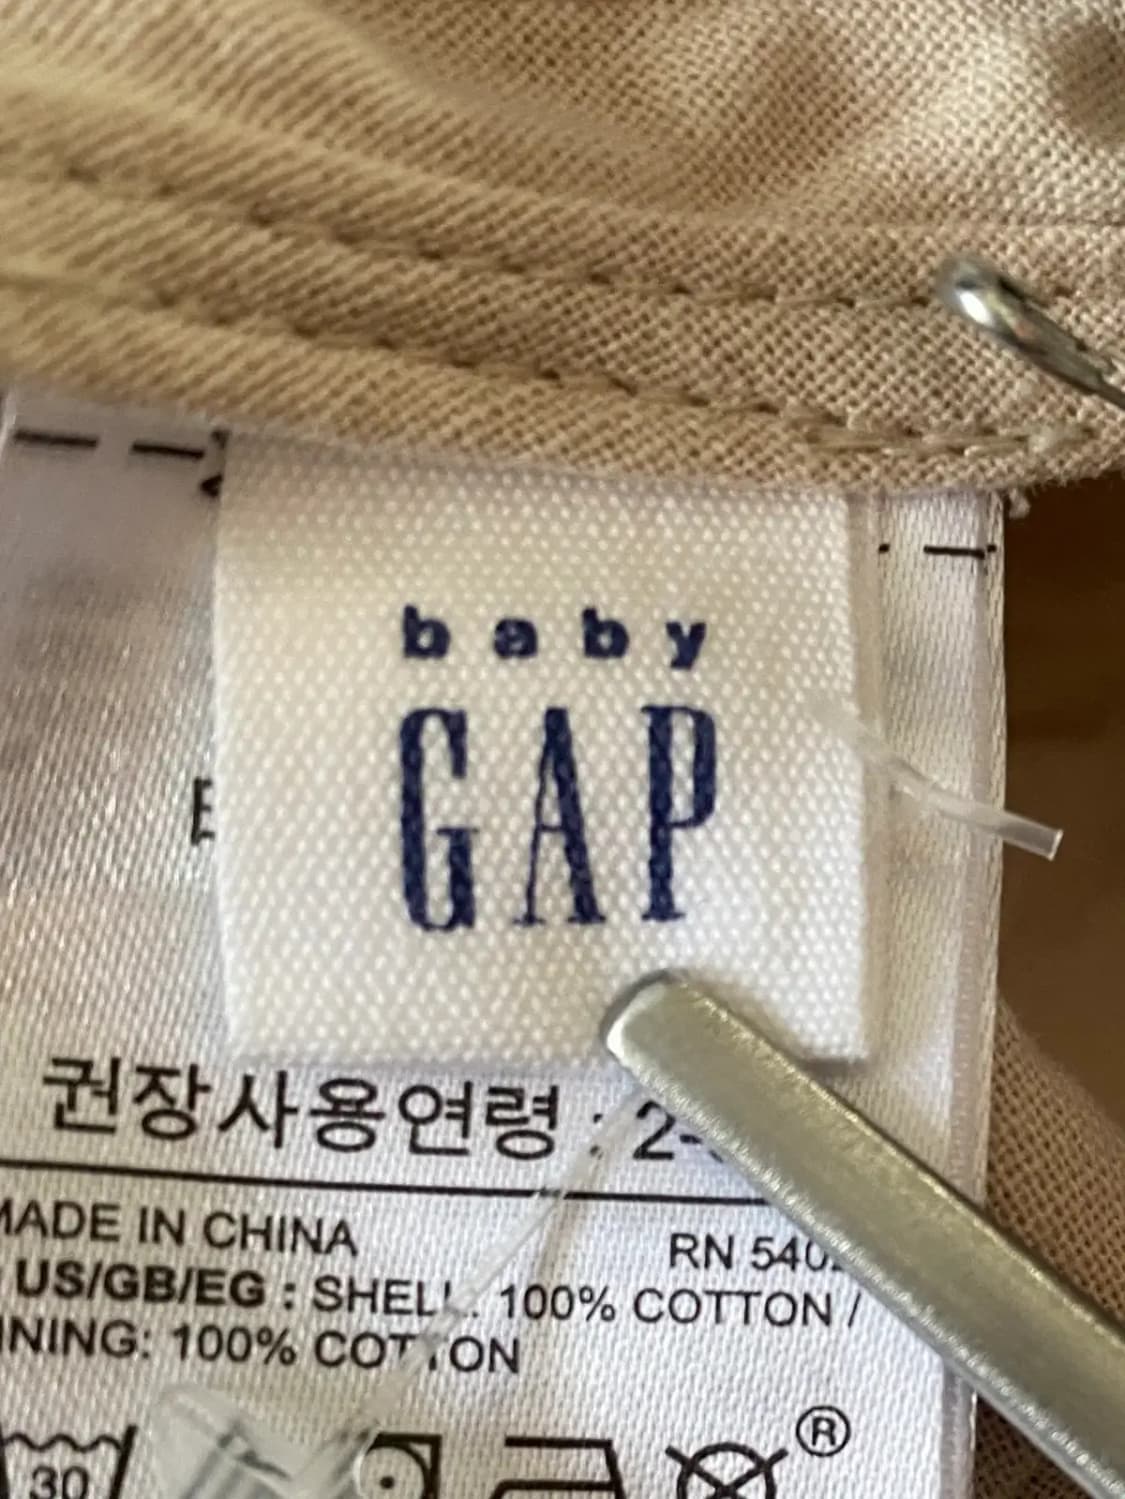 baby
GAP
권장사용연령 : 2-
MADE IN CHINA
RN 540
US/GB/EG : SHELL: 100% COTTON /
LINING: 100% COTTON
30
®